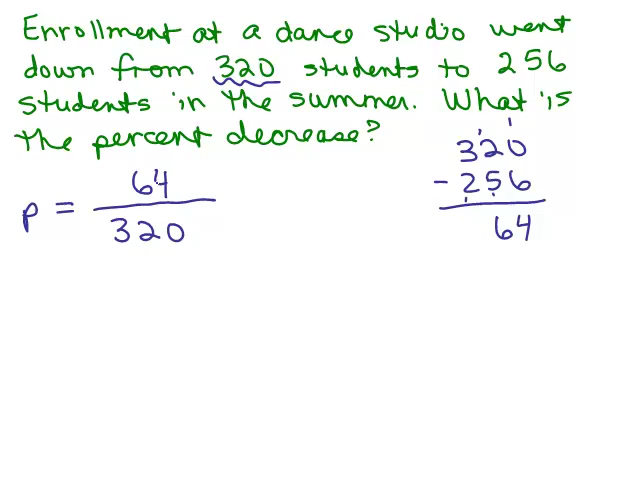 Enrollment at a dance studio went
down from 320 students to 256
students in the summer. What is
the percent decrease?
320
- 256
64
p = 64/320